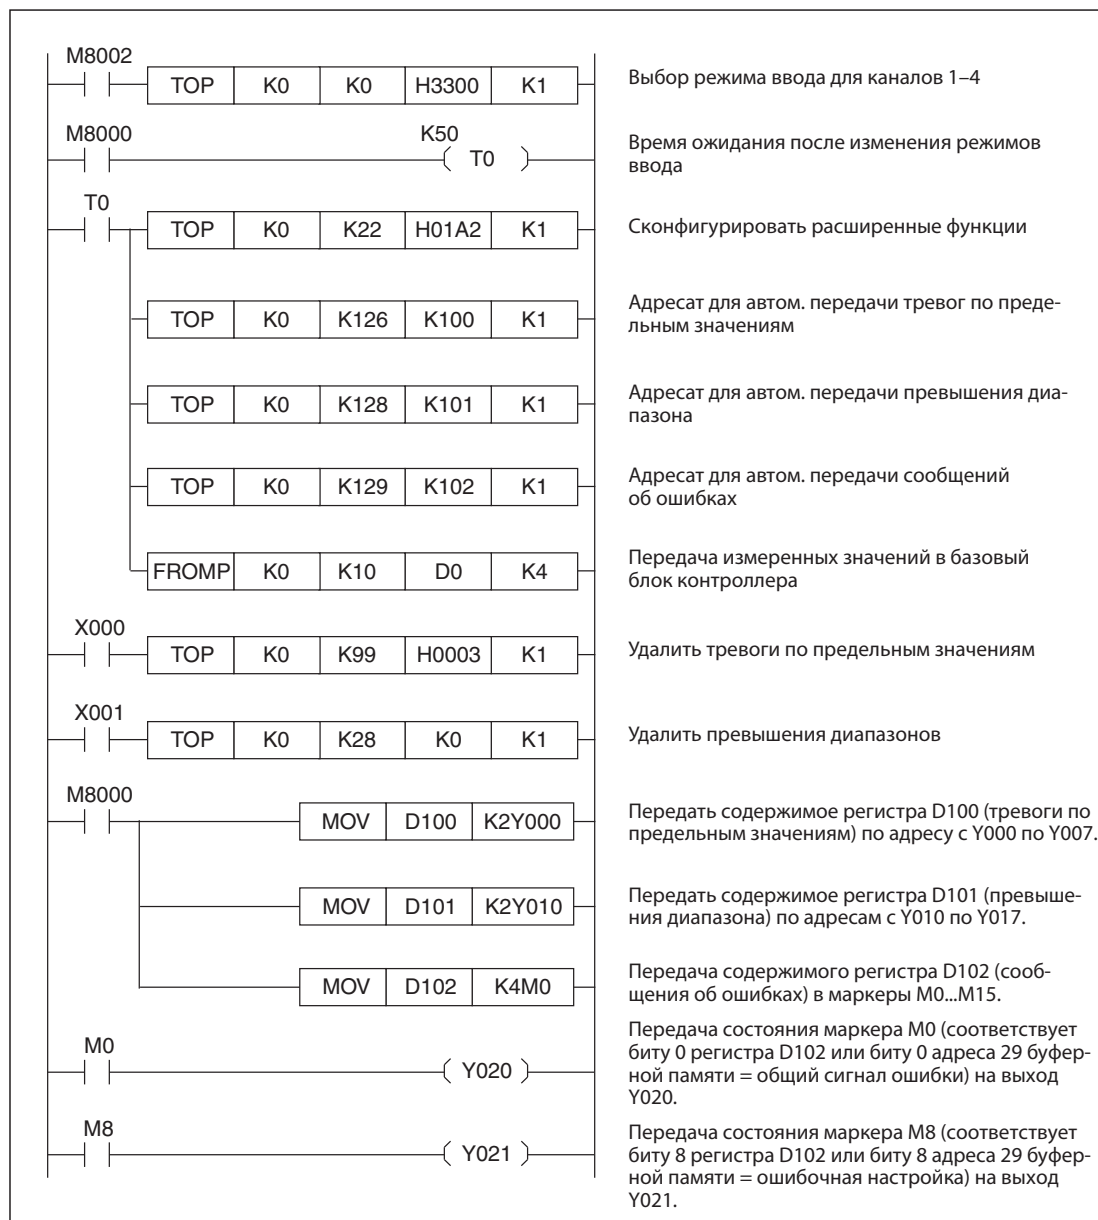 M8002
TOP K0 K0 H3300 K1
Выбор режима ввода для каналов 1–4
M8000
K50
T0
Время ожидания после изменения режимов
ввода
T0
TOP K0 K22 H01A2 K1
Сконфигурировать расширенные функции
TOP K0 K126 K100 K1
Адресат для автом. передачи тревог по преде-
льным значениям
TOP K0 K128 K101 K1
Адресат для автом. передачи превышения диа-
пазона
TOP K0 K129 K102 K1
Адресат для автом. передачи сообщений
об ошибках
FROMP K0 K10 D0 K4
Передача измеренных значений в базовый
блок контроллера
X000
TOP K0 K99 H0003 K1
Удалить тревоги по предельным значениям
X001
TOP K0 K28 K0 K1
Удалить превышения диапазонов
M8000
MOV D100 K2Y000
Передать содержимое регистра D100 (тревоги по
предельным значениям) по адресу с Y000 по Y007.
MOV D101 K2Y010
Передать содержимое регистра D101 (превыше-
ния диапазона) по адресам с Y010 по Y017.
MOV D102 K4M0
Передача содержимого регистра D102 (сооб-
щения об ошибках) в маркеры M0...M15.
M0
Y020
Передача состояния маркера M0 (соответствует
биту 0 регистра D102 или биту 0 адреса 29 буфер-
ной памяти = общий сигнал ошибки) на выход
Y020.
M8
Y021
Передача состояния маркера M8 (соответствует
биту 8 регистра D102 или биту 8 адреса 29 буфер-
ной памяти = ошибочная настройка) на выход
Y021.